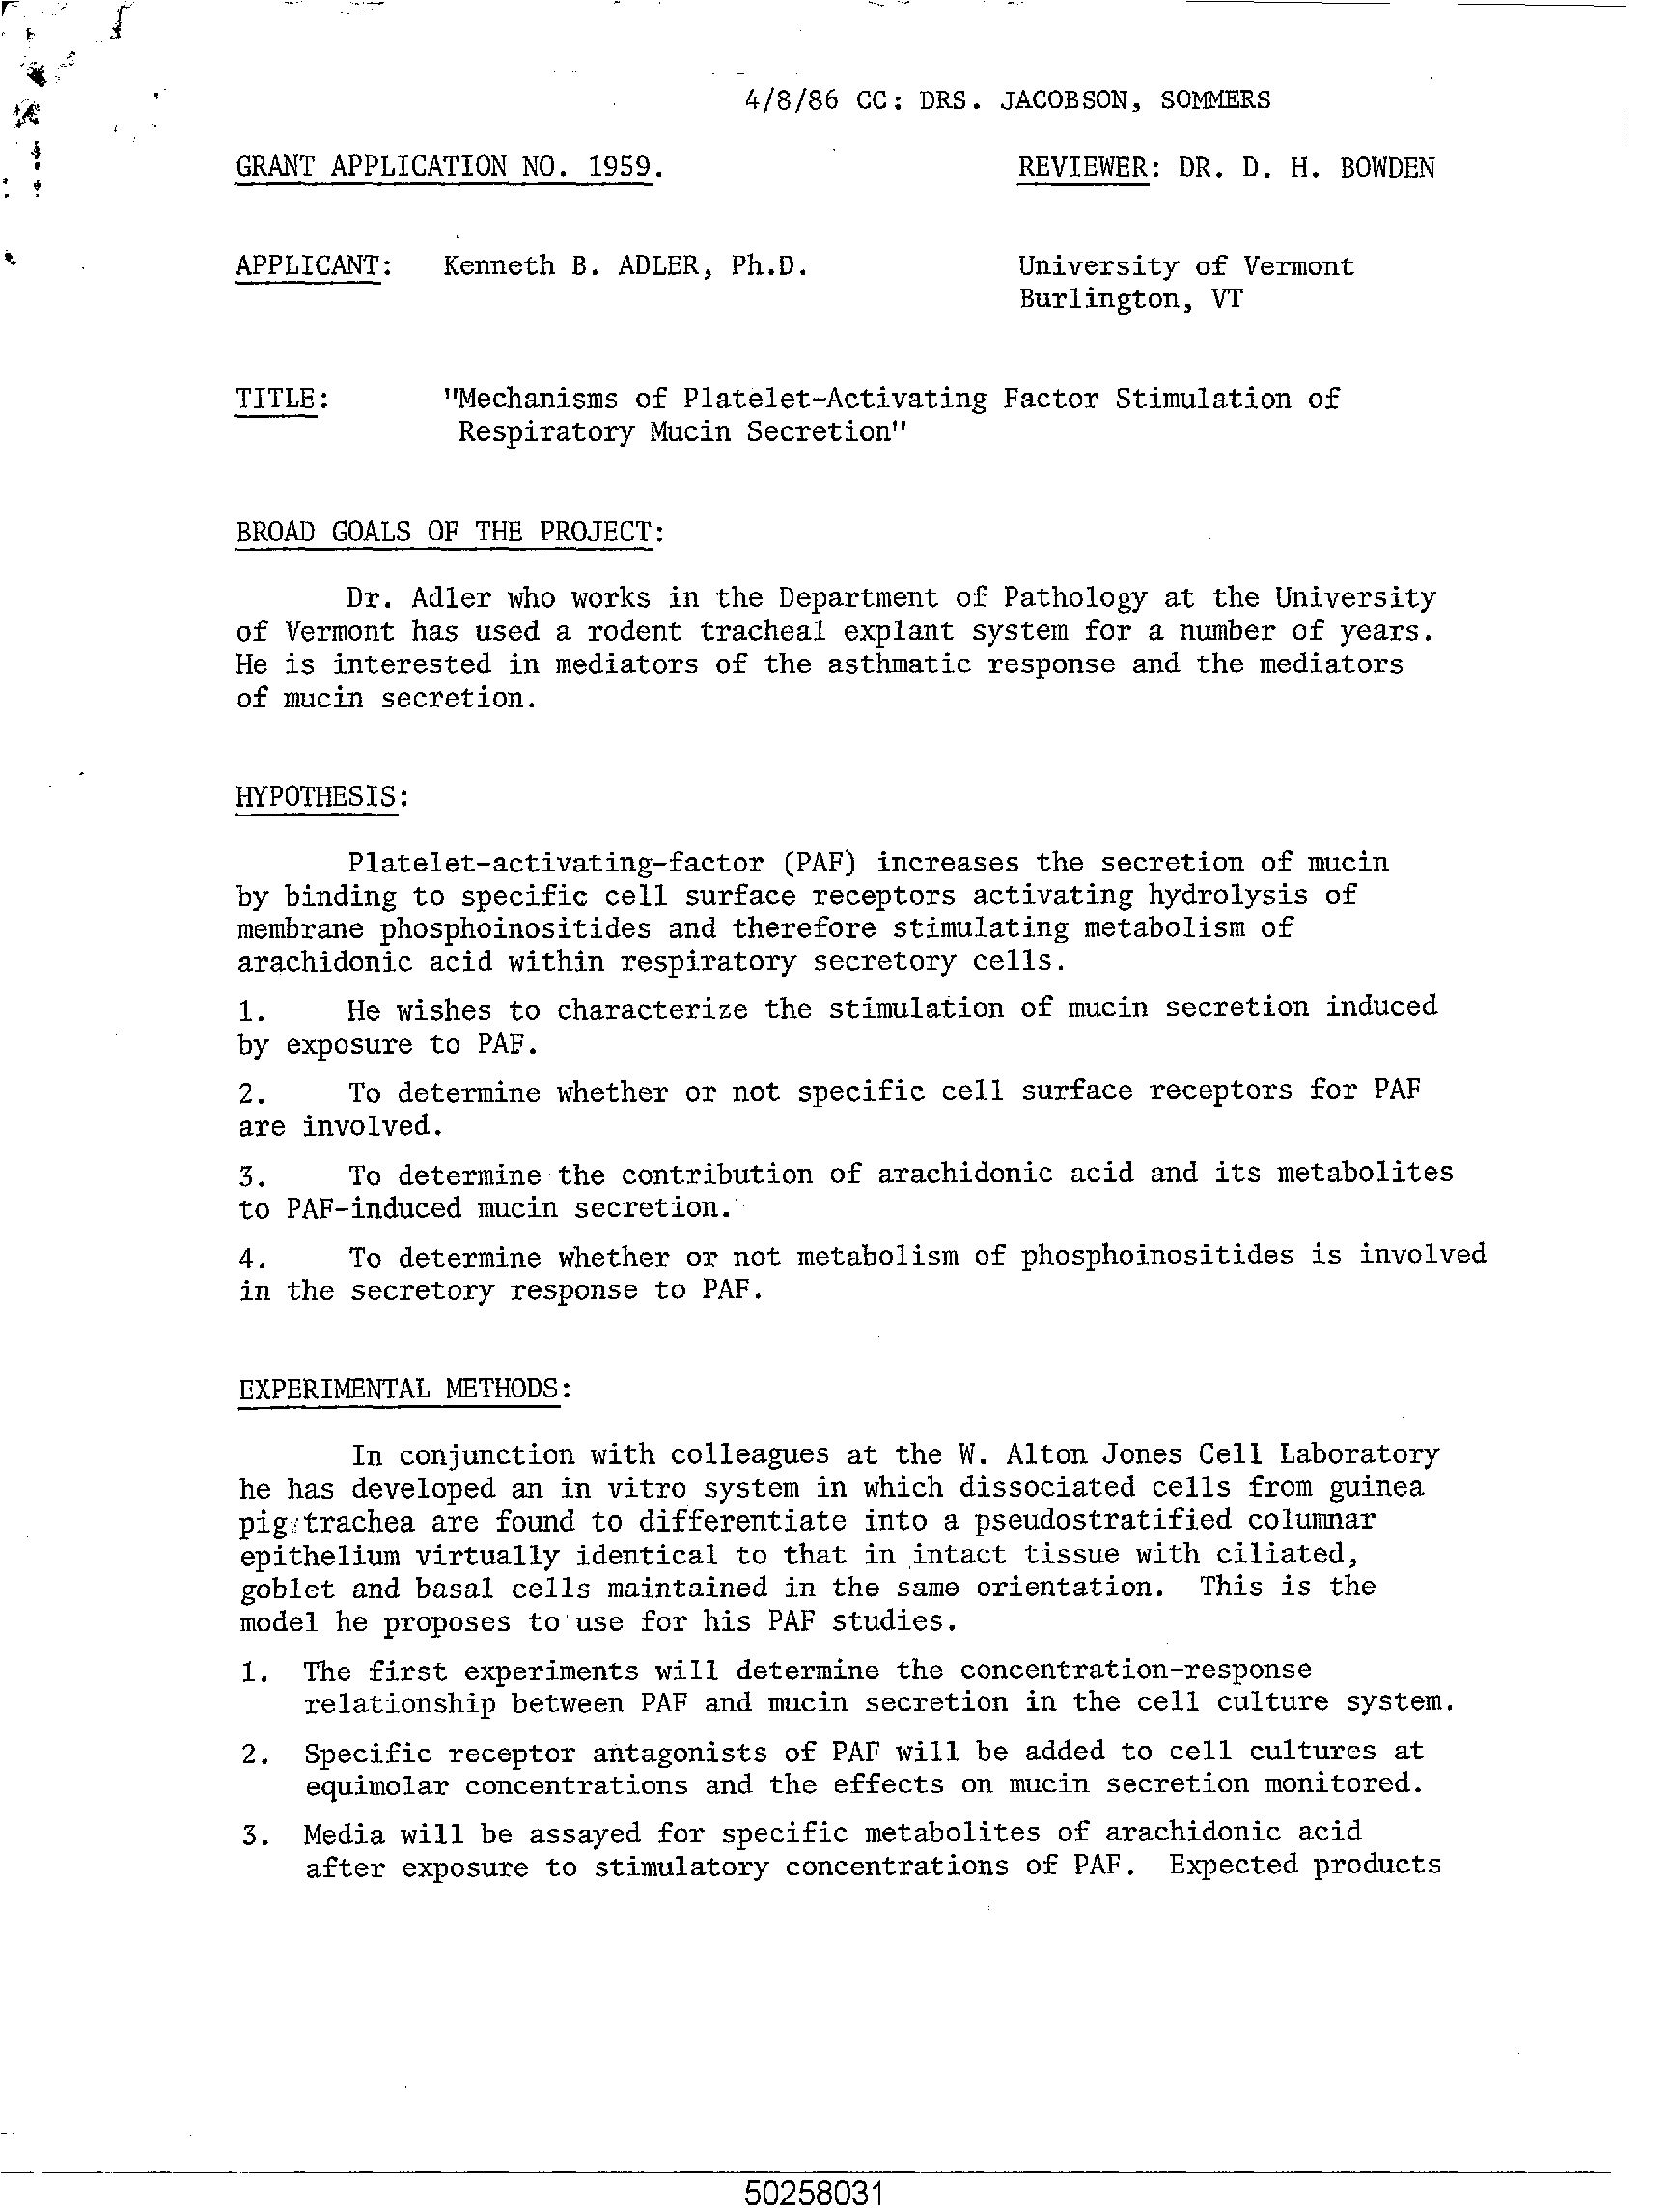 4/8/86 CC: DRS. JACOBSON, SOMMERS
GRANT APPLICATION NO. 1959. REVIEWER: DR. D. H. BOWDEN
APPLICANT: Kenneth B. ADLER, Ph.D. University of Vermont
Burlington, VT
TITLE: "Mechanisms of Platelet-Activating Factor Stimulation of
Respiratory Mucin Secretion"
BROAD GOALS OF THE PROJECT:
Dr. Adler who works in the Department of Pathology at the University
of Vermont has used a rodent tracheal explant system for a number of years.
He is interested in mediators of the asthmatic response and the mediators
of mucin secretion.
HYPOTHESIS:
Platelet-activating-factor (PAF) increases the secretion of mucin
by binding to specific cell surface receptors activating hydrolysis of
membrane phosphoinositides and therefore stimulating metabolism of
arachidonic acid within respiratory secretory cells.
1. He wishes to characterize the stimulation of mucin secretion induced
by exposure to PAF.
2. To determine whether or not specific cell surface receptors for PAF
are involved.
3. To determine the contribution of arachidonic acid and its metabolites
to PAF-induced mucin secretion.
4. To determine whether or not metabolism of phosphoinositides is involved
in the secretory response to PAF.
EXPERIMENTAL METHODS:
In conjunction with colleagues at the W. Alton Jones Cell Laboratory
he has developed an in vitro system in which dissociated cells from guinea
pig trachea are found to differentiate into a pseudostratified columnar
epithelium virtually identical to that in intact tissue with ciliated,
goblet and basal cells maintained in the same orientation. This is the
model he proposes to use for his PAF studies.
1. The first experiments will determine the concentration-response
relationship between PAF and mucin secretion in the cell culture system.
2. Specific receptor antagonists of PAF will be added to cell cultures at
equimolar concentrations and the effects on mucin secretion monitored.
3. Media will be assayed for specific metabolites of arachidonic acid
after exposure to stimulatory concentrations of PAF. Expected products
50258031